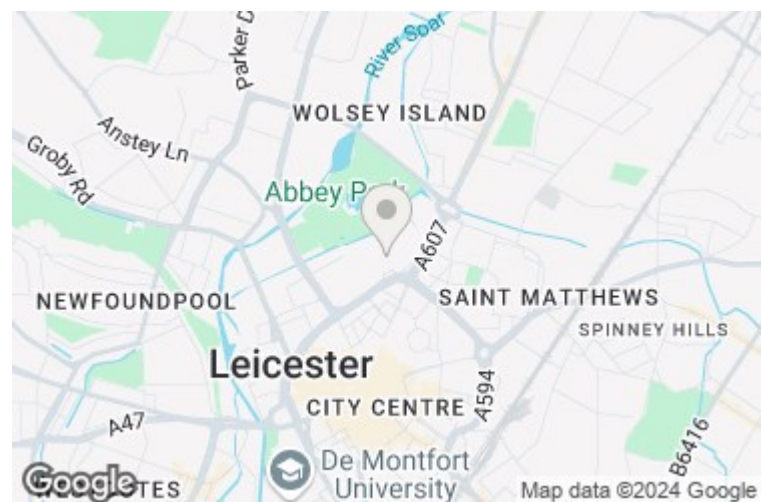 Parker D
River Soar
WOLSEY ISLAND
Anstey Ln
Groby Rd
Abbey Park
A607
NEWFOUNDPOOL
SAINT MATTHEWS
SPINNEY HILLS
Leicester
A594
CITY CENTRE
A47
B6416
De Montfort
University
Google
Map data ©2024 Google